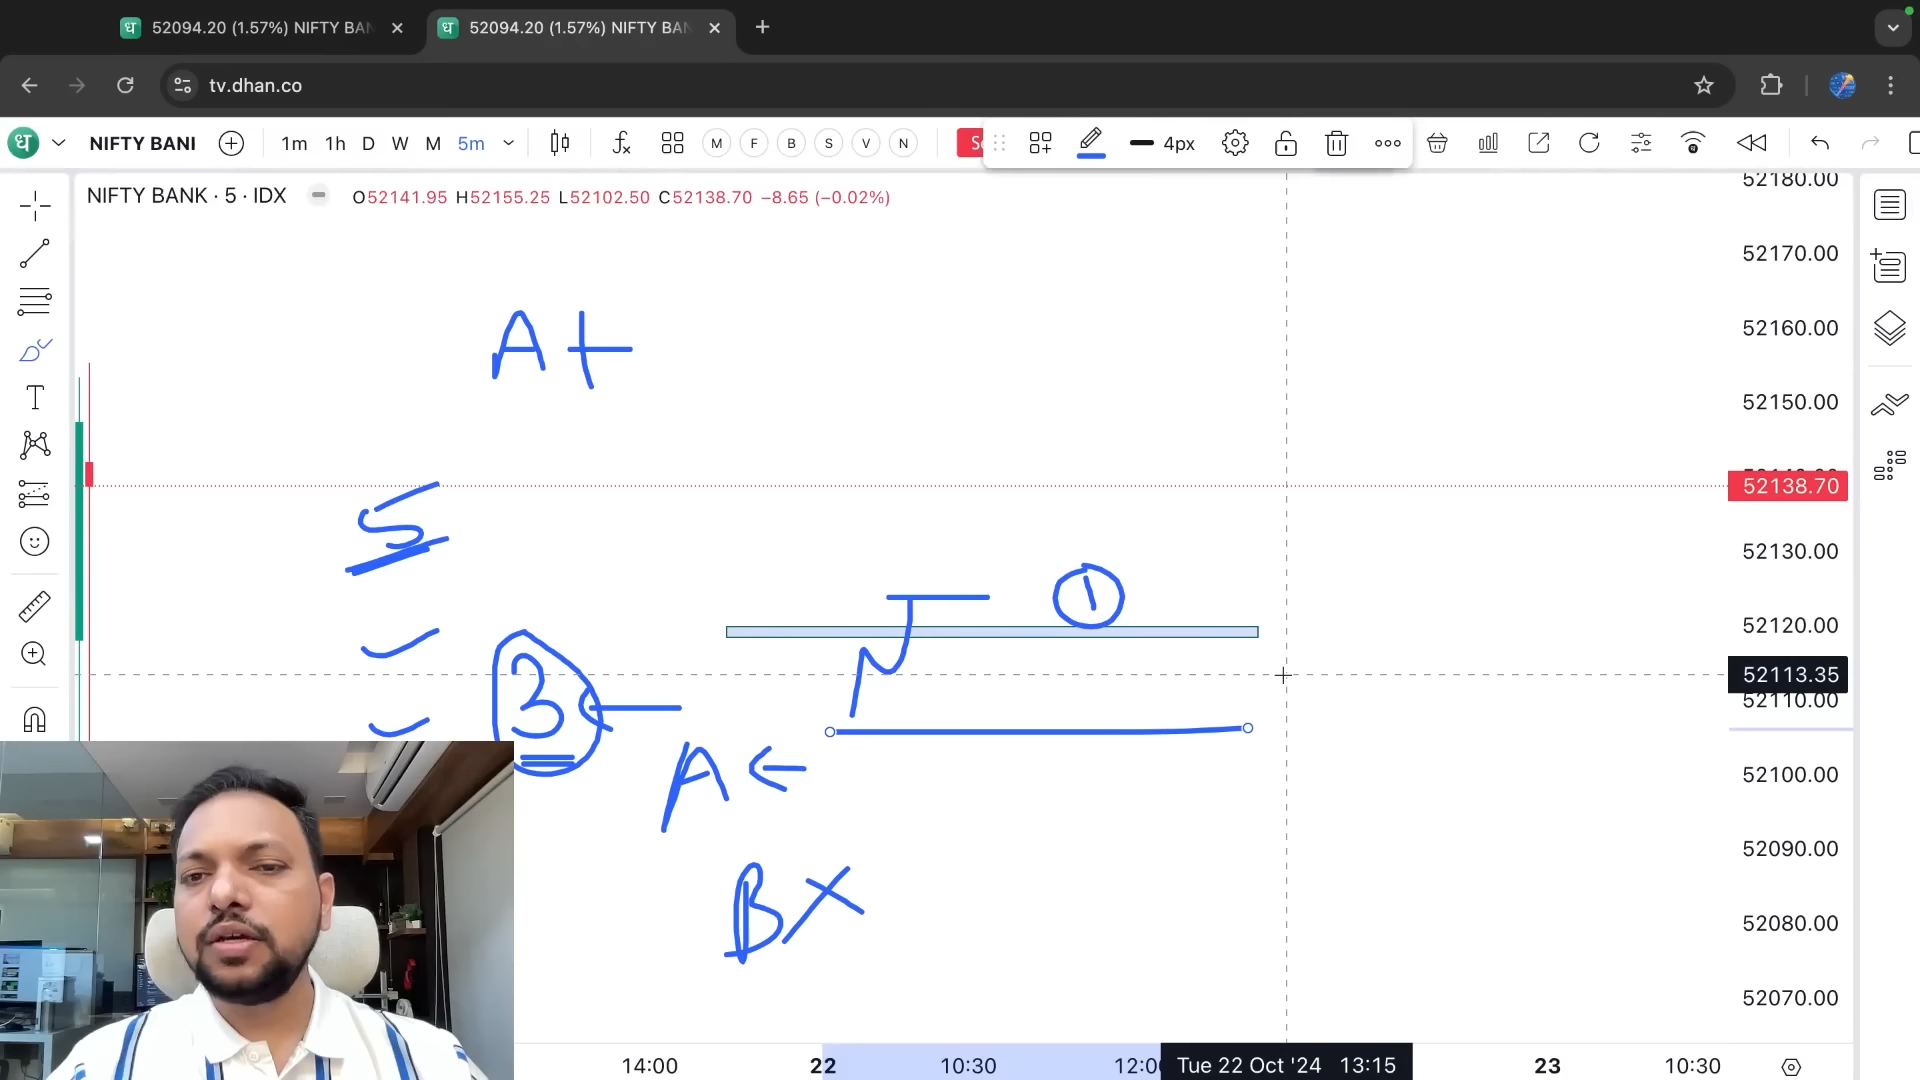 ध 52094.20 (1.57%) NIFTY BAN
ध 52094.20 (1.57%) NIFTY BAN
tv.dhan.co
ध NIFTY BANI 1m 1h D W M 5m M F B S V N 4px
NIFTY BANK · 5 · IDX O52141.95 H52155.25 L52102.50 C52138.70 −8.65 (−0.02%)
52180.00
52170.00
52160.00
52150.00
52138.70
52130.00
52120.00
52113.35
52110.00
52100.00
52090.00
52080.00
52070.00
A+
5
1
3
A
B
14:00 22 10:30 12:0 Tue 22 Oct '24 13:15 23 10:30